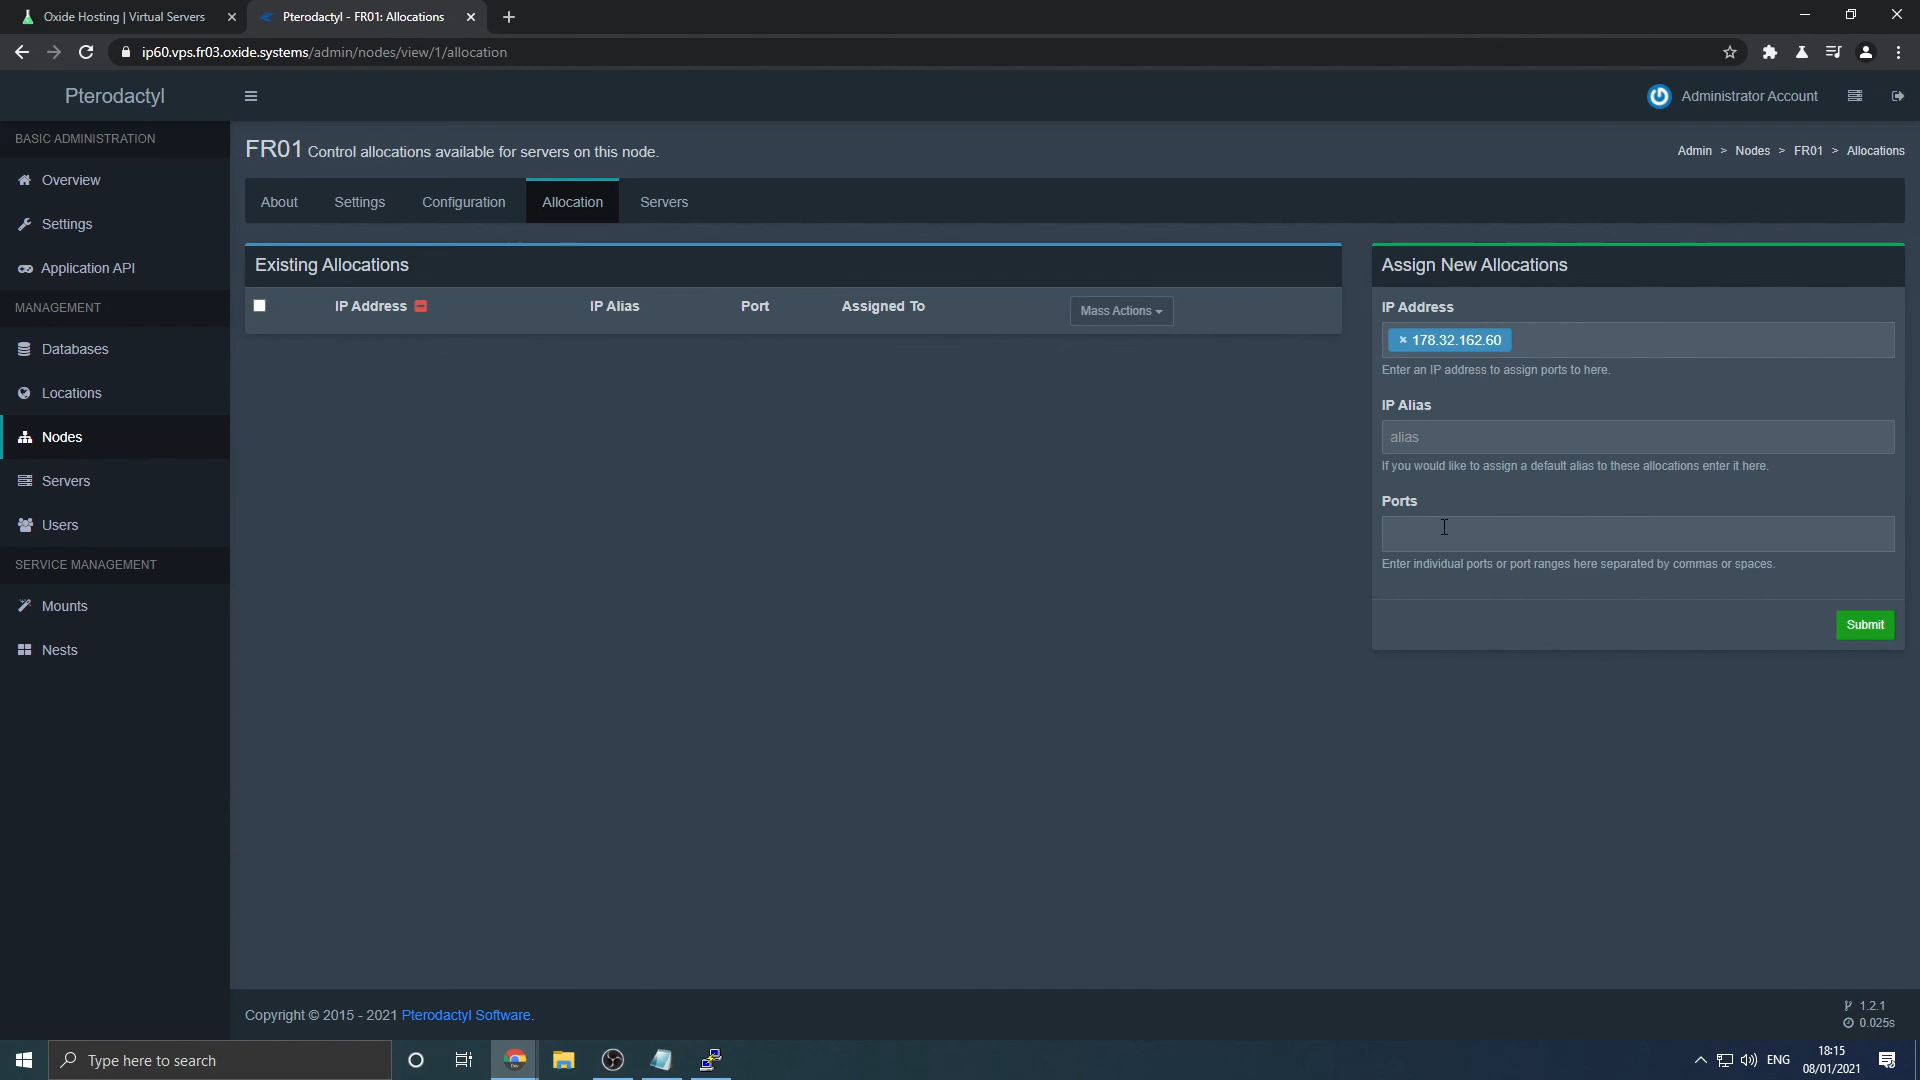 Oxide Hosting | Virtual Servers
Pterodactyl - FR01: Allocations
ip60.vps.fr03.oxide.systems/admin/nodes/view/1/allocation
Pterodactyl
Administrator Account
BASIC ADMINISTRATION
Overview
Settings
Application API
MANAGEMENT
Databases
Locations
Nodes
Servers
Users
SERVICE MANAGEMENT
Mounts
Nests
FR01 Control allocations available for servers on this node.
Admin > Nodes > FR01 > Allocations
About Settings Configuration Allocation Servers
Existing Allocations
IP Address IP Alias Port Assigned To Mass Actions
Assign New Allocations
IP Address
× 178.32.162.60
Enter an IP address to assign ports to here.
IP Alias
alias
If you would like to assign a default alias to these allocations enter it here.
Ports
Enter individual ports or port ranges here separated by commas or spaces.
Submit
Copyright © 2015 - 2021 Pterodactyl Software.
1.2.1
0.025s
Type here to search
Dev
ENG
18:15
08/01/2021